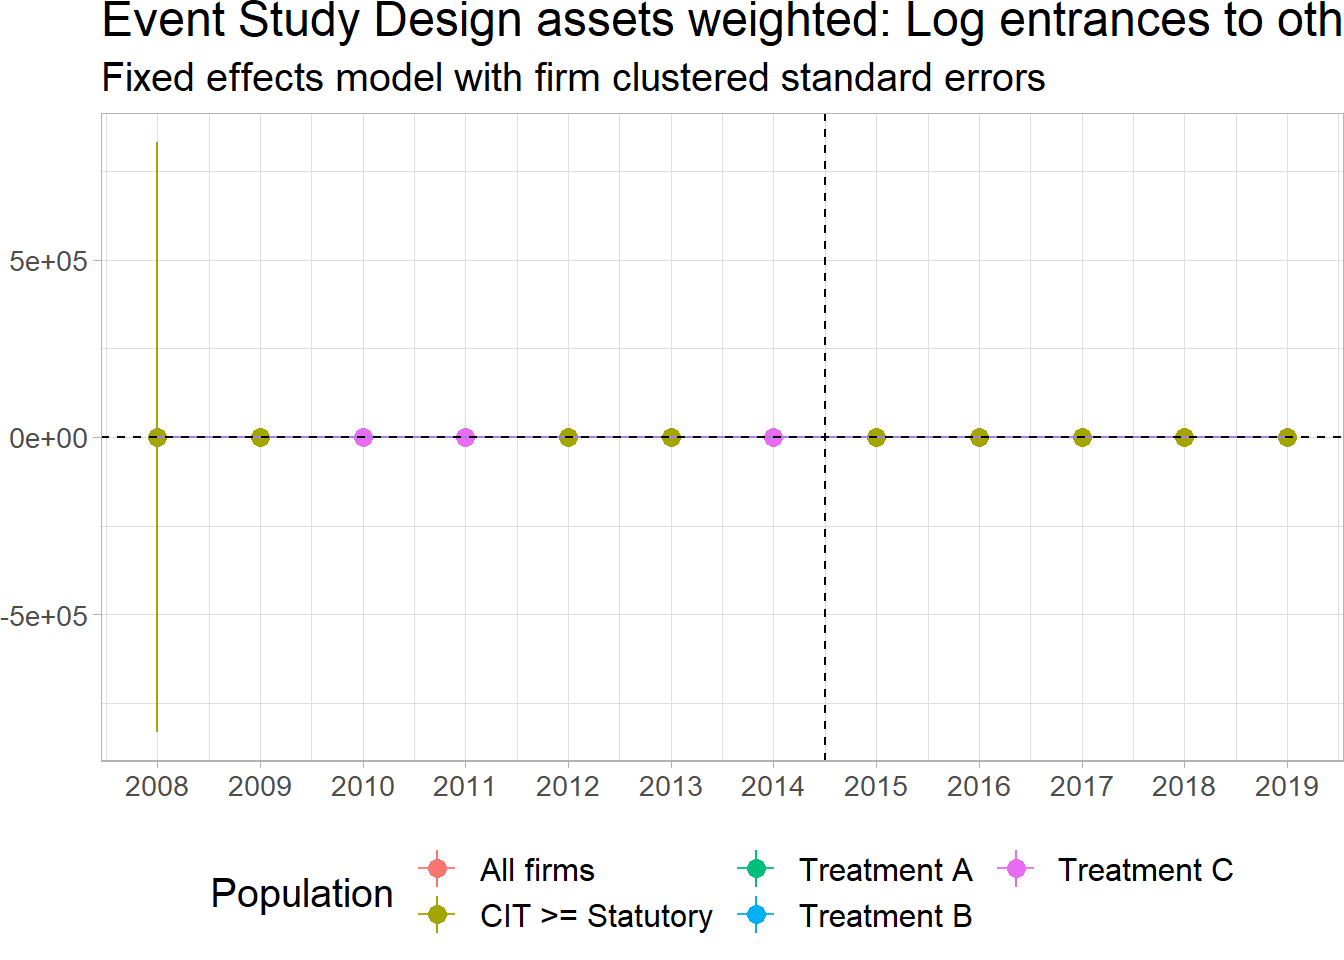 Event Study Design assets weighted: Log entrances to oth
Fixed effects model with firm clustered standard errors
5e+05
0e+00
-5e+05
2008 2009 2010 2011 2012 2013 2014 2015 2016 2017 2018 2019
Population
All firms
CIT >= Statutory
Treatment A
Treatment B
Treatment C